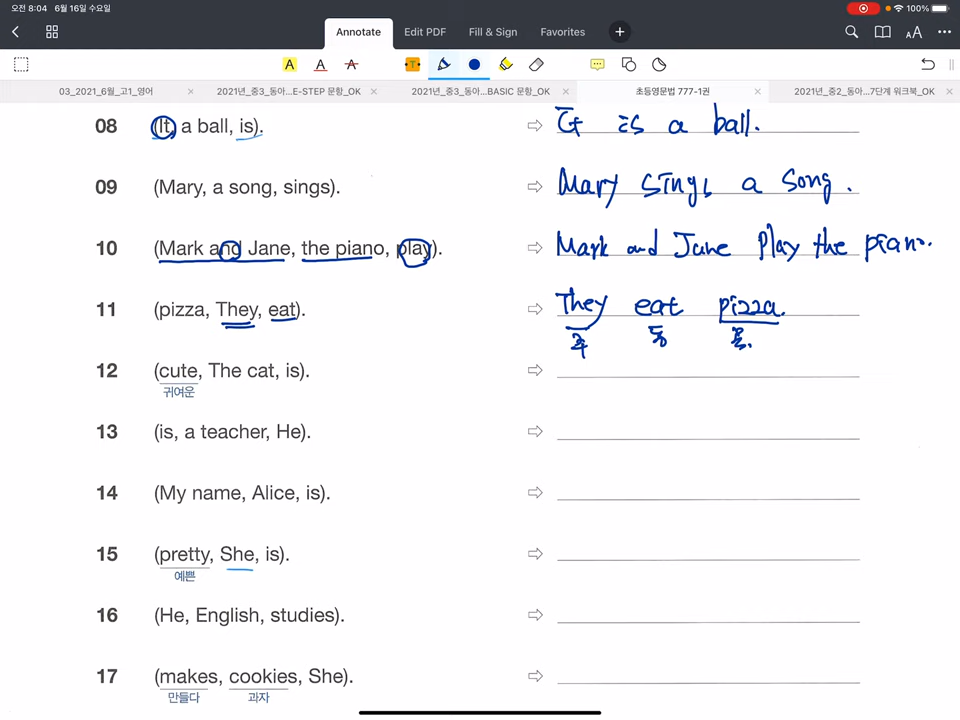 오전 8:04 6월 16일 수요일 100%
Annotate Edit PDF Fill & Sign Favorites
03_2021_6월_고1_영어 2021년_중3_동아...E-STEP 문항_OK 2021년_중3_동아...BASIC 문항_OK 초등영문법 777-1권 2021년_중2_동아...7단계 워크북_OK
08 (It, a ball, is). ⇨ It is a ball.
09 (Mary, a song, sings). ⇨ Mary sings a song.
10 (Mark and Jane, the piano, play). ⇨ Mark and Jane play the piano.
11 (pizza, They, eat). ⇨ They eat pizza.
주 동 목.
12 (cute, The cat, is). ⇨
귀여운
13 (is, a teacher, He). ⇨
14 (My name, Alice, is). ⇨
15 (pretty, She, is). ⇨
예쁜
16 (He, English, studies). ⇨
17 (makes, cookies, She). ⇨
만들다 과자